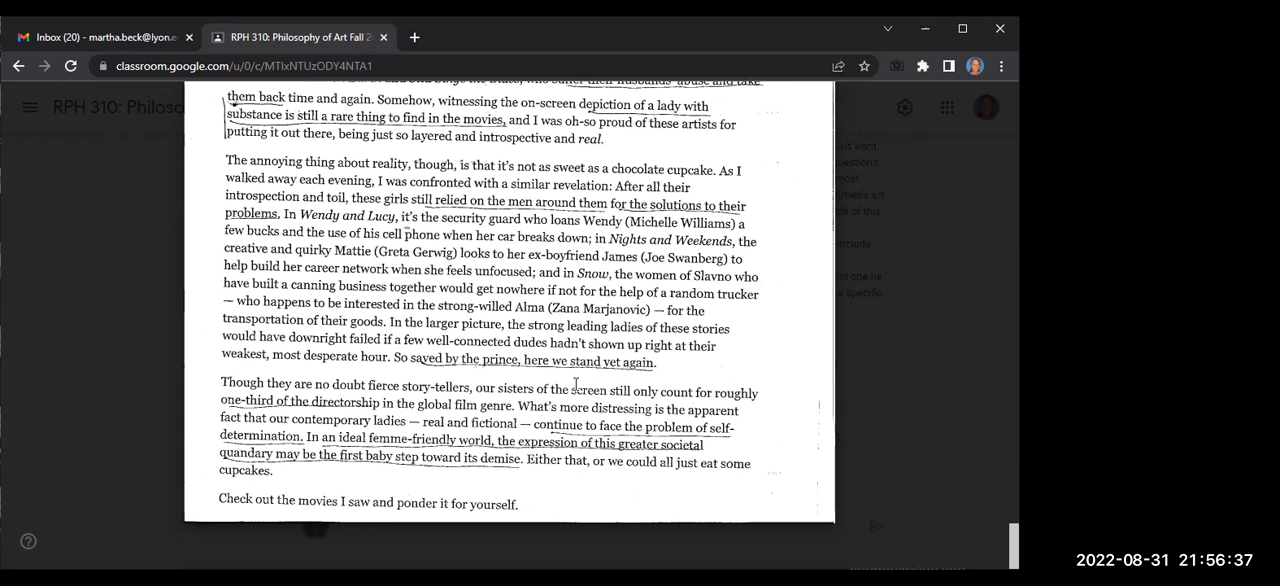 Inbox (20) - martha.beck@lyon.e
RPH 310: Philosophy of Art Fall 2
classroom.google.com/u/0/c/MTIxNTUzODY4NTA1
RPH 310: Philoso
them back time and again. Somehow, witnessing the on-screen depiction of a lady with
substance is still a rare thing to find in the movies, and I was oh-so proud of these artists for
putting it out there, being just so layered and introspective and real.
The annoying thing about reality, though, is that it's not as sweet as a chocolate cupcake. As I
walked away each evening, I was confronted with a similar revelation: After all their
introspection and toil, these girls still relied on the men around them for the solutions to their
problems. In Wendy and Lucy, it's the security guard who loans Wendy (Michelle Williams) a
few bucks and the use of his cell phone when her car breaks down; in Nights and Weekends, the
creative and quirky Mattie (Greta Gerwig) looks to her ex-boyfriend James (Joe Swanberg) to
help build her career network when she feels unfocused; and in Snow, the women of Slavno who
have built a canning business together would get nowhere if not for the help of a random trucker
— who happens to be interested in the strong-willed Alma (Zana Marjanovic) — for the
transportation of their goods. In the larger picture, the strong leading ladies of these stories
would have downright failed if a few well-connected dudes hadn't shown up right at their
weakest, most desperate hour. So saved by the prince, here we stand yet again.
Though they are no doubt fierce story-tellers, our sisters of the screen still only count for roughly
one-third of the directorship in the global film genre. What's more distressing is the apparent
fact that our contemporary ladies — real and fictional — continue to face the problem of self-
determination. In an ideal femme-friendly world, the expression of this greater societal
quandary may be the first baby step toward its demise. Either that, or we could all just eat some
cupcakes.
Check out the movies I saw and ponder it for yourself.
want
uestions:
most
men's art
le of this
include
nd one he
a specific
2022-08-31 21:56:37